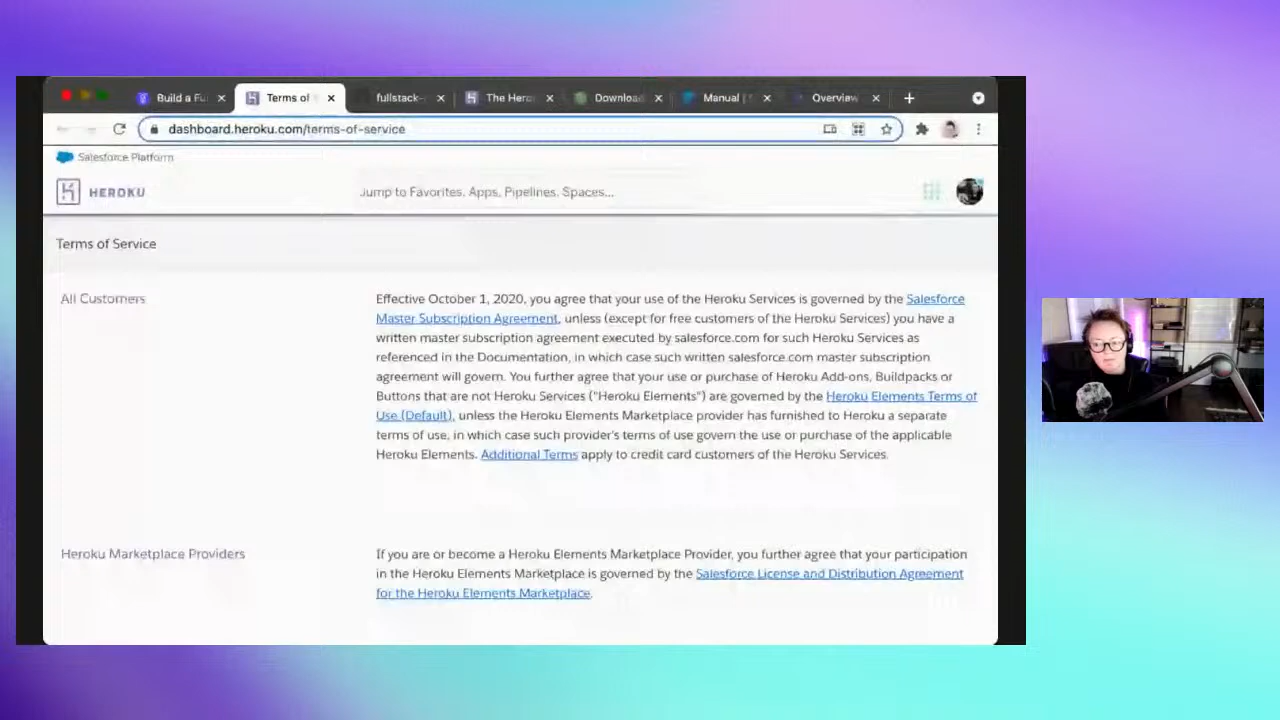 Build a Fu
Terms of
fullstack-
The Hero
Download
Manual |
Overview
dashboard.heroku.com/terms-of-service
Salesforce Platform
HEROKU
Jump to Favorites, Apps, Pipelines, Spaces...
Terms of Service
All Customers
Effective October 1, 2020, you agree that your use of the Heroku Services is governed by the Salesforce
Master Subscription Agreement, unless (except for free customers of the Heroku Services) you have a
written master subscription agreement executed by salesforce.com for such Heroku Services as
referenced in the Documentation, in which case such written salesforce.com master subscription
agreement will govern. You further agree that your use or purchase of Heroku Add-ons, Buildpacks or
Buttons that are not Heroku Services ("Heroku Elements") are governed by the Heroku Elements Terms of
Use (Default), unless the Heroku Elements Marketplace provider has furnished to Heroku a separate
terms of use, in which case such provider's terms of use govern the use or purchase of the applicable
Heroku Elements. Additional Terms apply to credit card customers of the Heroku Services.
Heroku Marketplace Providers
If you are or become a Heroku Elements Marketplace Provider, you further agree that your participation
in the Heroku Elements Marketplace is governed by the Salesforce License and Distribution Agreement
for the Heroku Elements Marketplace.